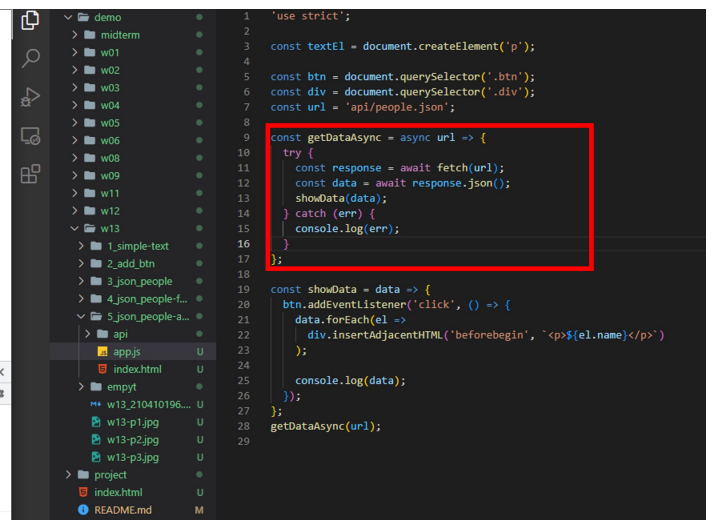 demo
midterm
w01
w02
w03
w04
w05
w06
w08
w09
w11
w12
w13
1_simple-text
2_add_btn
3_json_people
4_json_people-f...
5_json_people-a...
api
app.js U
index.html U
empyt
w13_210410196.... U
w13-p1.jpg U
w13-p2.jpg U
w13-p3.jpg U
project
index.html U
README.md M
1 'use strict';
2
3 const textEl = document.createElement('p');
4
5 const btn = document.querySelector('.btn');
6 const div = document.querySelector('.div');
7 const url = 'api/people.json';
8
9 const getDataAsync = async url => {
10 try {
11 const response = await fetch(url);
12 const data = await response.json();
13 showData(data);
14 } catch (err) {
15 console.log(err);
16 }
17 };
18
19 const showData = data => {
20 btn.addEventListener('click', () => {
21 data.forEach(el =>
22 div.insertAdjacentHTML('beforebegin', `<p>${el.name}</p>`)
23 );
24
25 console.log(data);
26 });
27 };
28 getDataAsync(url);
29